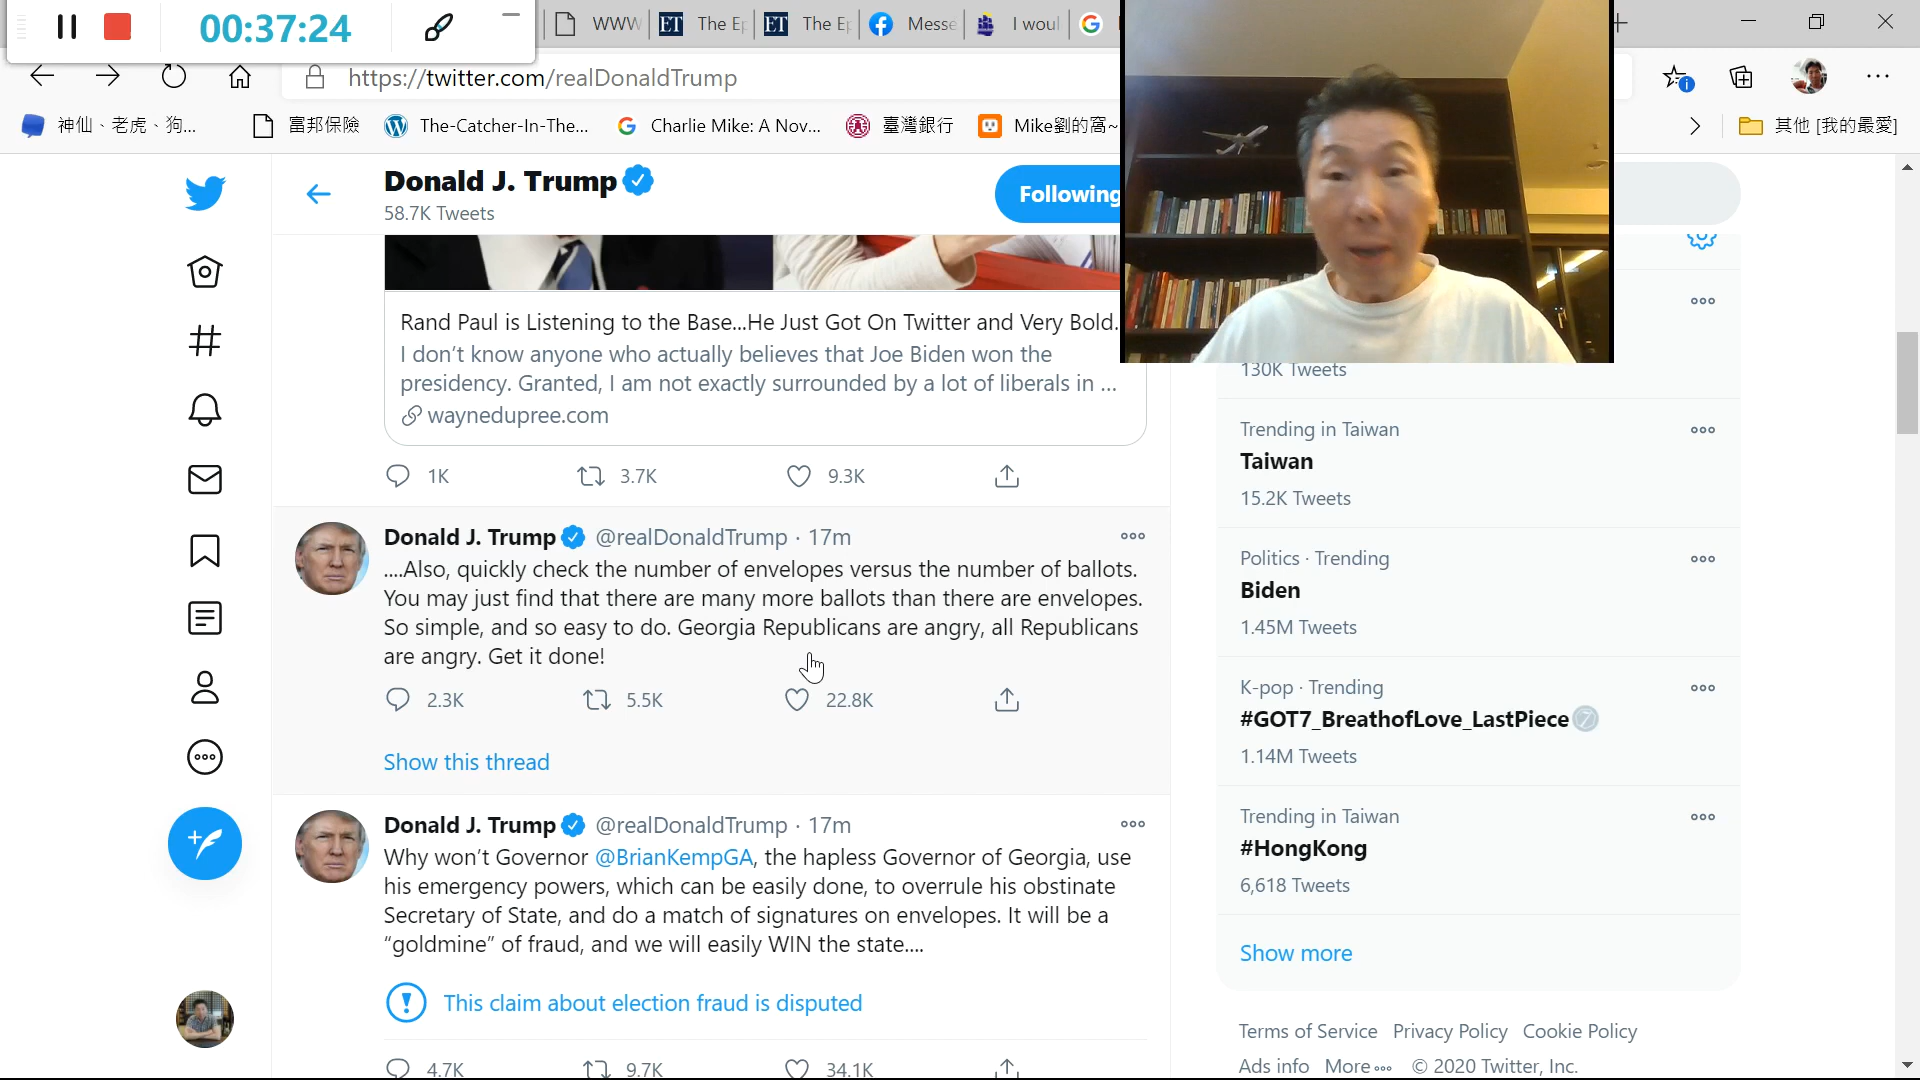 00:37:24
WWW
The Ep
The Ep
Messe
I woul
https://twitter.com/realDonaldTrump
神仙、老虎、狗...
富邦保險
The-Catcher-In-The...
Charlie Mike: A Nov...
臺灣銀行
Mike劉的窩~
其他 [我的最愛]
Donald J. Trump
58.7K Tweets
Following
Rand Paul is Listening to the Base...He Just Got On Twitter and Very Bold.
I don't know anyone who actually believes that Joe Biden won the
presidency. Granted, I am not exactly surrounded by a lot of liberals in ...
waynedupree.com
1K 3.7K 9.3K
Donald J. Trump @realDonaldTrump · 17m
....Also, quickly check the number of envelopes versus the number of ballots.
You may just find that there are many more ballots than there are envelopes.
So simple, and so easy to do. Georgia Republicans are angry, all Republicans
are angry. Get it done!
2.3K 5.5K 22.8K
Show this thread
Donald J. Trump @realDonaldTrump · 17m
Why won't Governor @BrianKempGA, the hapless Governor of Georgia, use
his emergency powers, which can be easily done, to overrule his obstinate
Secretary of State, and do a match of signatures on envelopes. It will be a
“goldmine” of fraud, and we will easily WIN the state....
This claim about election fraud is disputed
4.7K 9.7K 34.1K
130K Tweets
Trending in Taiwan
Taiwan
15.2K Tweets
Politics · Trending
Biden
1.45M Tweets
K-pop · Trending
#GOT7_BreathofLove_LastPiece
1.14M Tweets
Trending in Taiwan
#HongKong
6,618 Tweets
Show more
Terms of Service Privacy Policy Cookie Policy
Ads info More © 2020 Twitter, Inc.